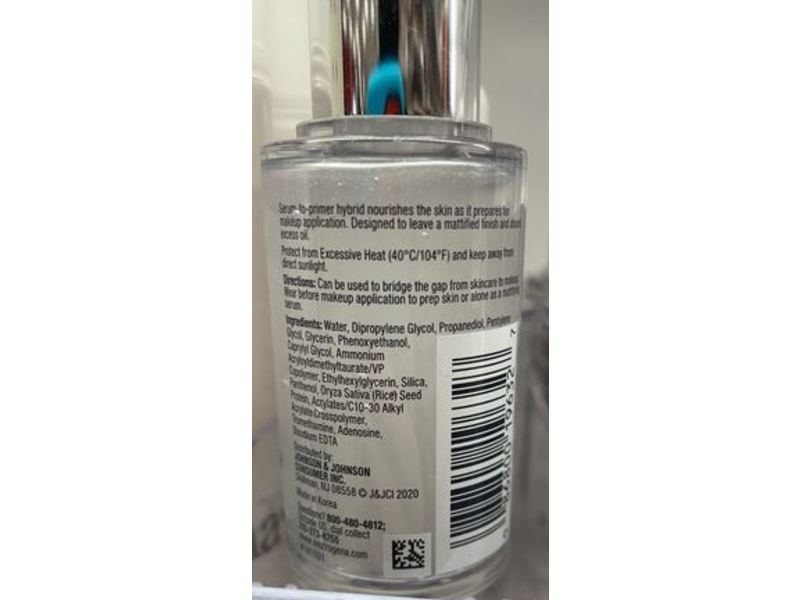 Serum-to-primer hybrid nourishes the skin as it prepares for
makeup application. Designed to leave a mattified finish and absorb
excess oil.
Protect from Excessive Heat (40°C/104°F) and keep away from
direct sunlight.
Directions: Can be used to bridge the gap from skincare to makeup.
Wear before makeup application to prep skin or alone as a mattifying
serum.
Ingredients: Water, Dipropylene Glycol, Propanediol, Pentylene
Glycol, Glycerin, Phenoxyethanol,
Caprylyl Glycol, Ammonium
Acryloyldimethyltaurate/VP
Copolymer, Ethylhexylglycerin, Silica,
Panthenol, Oryza Sativa (Rice) Seed
Protein, Acrylates/C10-30 Alkyl
Acrylate Crosspolymer,
Tromethamine, Adenosine,
Disodium EDTA
Distributed by:
JOHNSON & JOHNSON
CONSUMER INC.
Skillman, NJ 08558 © J&JCI 2020
Made in Korea
Questions? 800-480-4812;
Outside US, dial collect
www.neutrogena.com